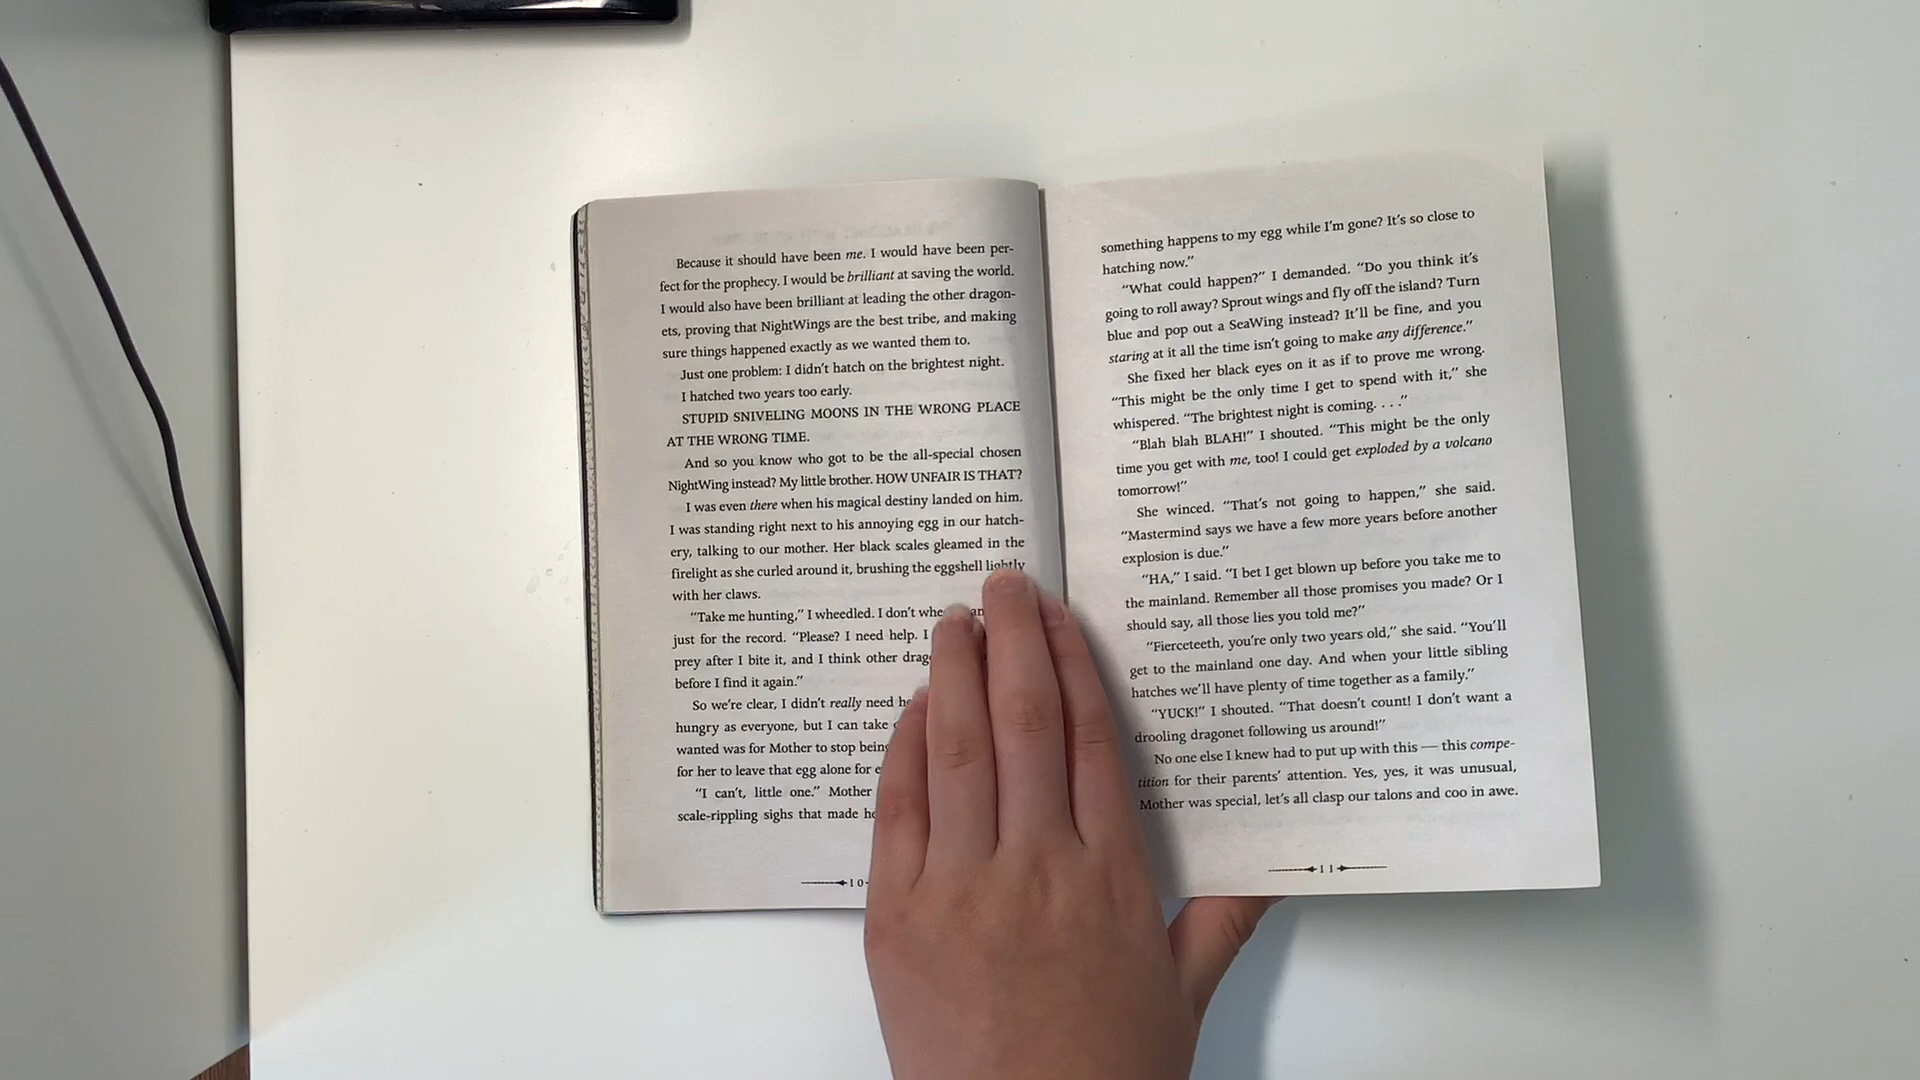 Because it should have been me. I would have been per-
fect for the prophecy. I would be brilliant at saving the world.
I would also have been brilliant at leading the other dragon-
ets, proving that NightWings are the best tribe, and making
sure things happened exactly as we wanted them to.
Just one problem: I didn't hatch on the brightest night.
I hatched two years too early.
STUPID SNIVELING MOONS IN THE WRONG PLACE
AT THE WRONG TIME.
And so you know who got to be the all-special chosen
NightWing instead? My little brother. HOW UNFAIR IS THAT?
I was even there when his magical destiny landed on him.
I was standing right next to his annoying egg in our hatch-
ery, talking to our mother. Her black scales gleamed in the
firelight as she curled around it, brushing the eggshell lightly
with her claws.
“Take me hunting,” I wheedled. I don't
just for the record. “Please? I need help. I
prey after I bite it, and I think other
before I find it again.”
So we're clear, I didn't really need
hungry as everyone, but I can take
wanted was for Mother to stop
for her to leave that egg alone for
“I can't, little one.” Mother
scale-rippling sighs that made
10
something happens to my egg while I'm gone? It's so close to
hatching now.”
“What could happen?” I demanded. “Do you think it's
going to roll away? Sprout wings and fly off the island? Turn
blue and pop out a SeaWing instead? It'll be fine, and you
staring at it all the time isn't going to make any difference.”
She fixed her black eyes on it as if to prove me wrong.
“This might be the only time I get to spend with it,” she
whispered. “The brightest night is coming. . . .”
“Blah blah BLAH!” I shouted. “This might be the only
time you get with me, too! I could get exploded by a volcano
tomorrow!”
She winced. “That's not going to happen,” she said.
“Mastermind says we have a few more years before another
explosion is due.”
“HA,” I said. “I bet I get blown up before you take me to
the mainland. Remember all those promises you made? Or I
should say, all those lies you told me?”
“Fierceteeth, you're only two years old,” she said. “You'll
get to the mainland one day. And when your little sibling
hatches we'll have plenty of time together as a family.”
“YUCK!” I shouted. “That doesn't count! I don't want a
drooling dragonet following us around!”
No one else I knew had to put up with this — this compe-
tition for their parents' attention. Yes, yes, it was unusual,
Mother was special, let's all clasp our talons and coo in awe.
11